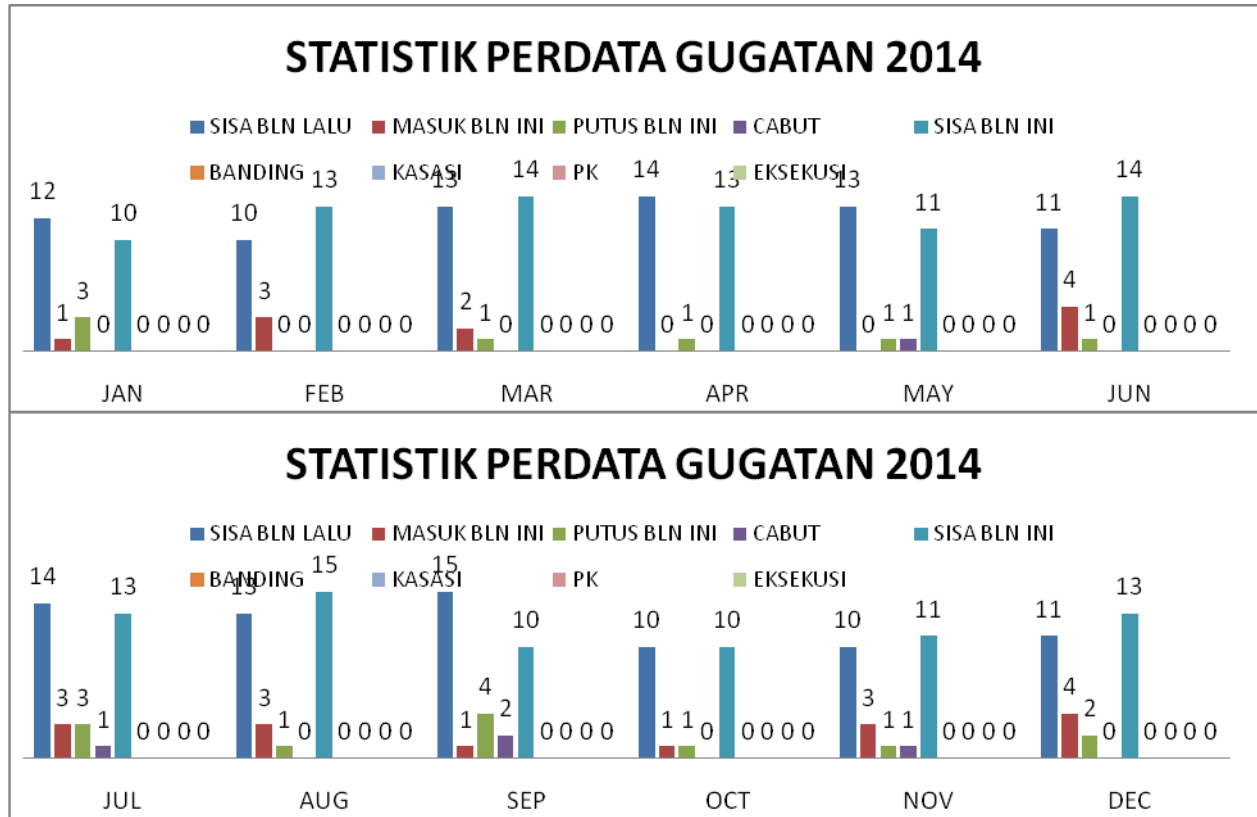 STATISTIK PERDATA GUGATAN 2014
SISA BLN LALU MASUK BLN INI PUTUS BLN INI CABUT SISA BLN INI
BANDING KASASI PK EKSEKUSI
12 1 3 0 10 0 0 0 0
10 3 0 0 13 0 0 0 0
13 2 1 0 14 0 0 0 0
14 0 1 0 13 0 0 0 0
13 0 1 1 11 0 0 0 0
11 4 1 0 14 0 0 0 0
JAN FEB MAR APR MAY JUN
STATISTIK PERDATA GUGATAN 2014
SISA BLN LALU MASUK BLN INI PUTUS BLN INI CABUT SISA BLN INI
BANDING KASASI PK EKSEKUSI
14 3 3 1 13 0 0 0 0
13 3 1 0 15 0 0 0 0
15 1 4 2 10 0 0 0 0
10 1 1 0 10 0 0 0 0
10 3 1 1 11 0 0 0 0
11 4 2 0 13 0 0 0 0
JUL AUG SEP OCT NOV DEC